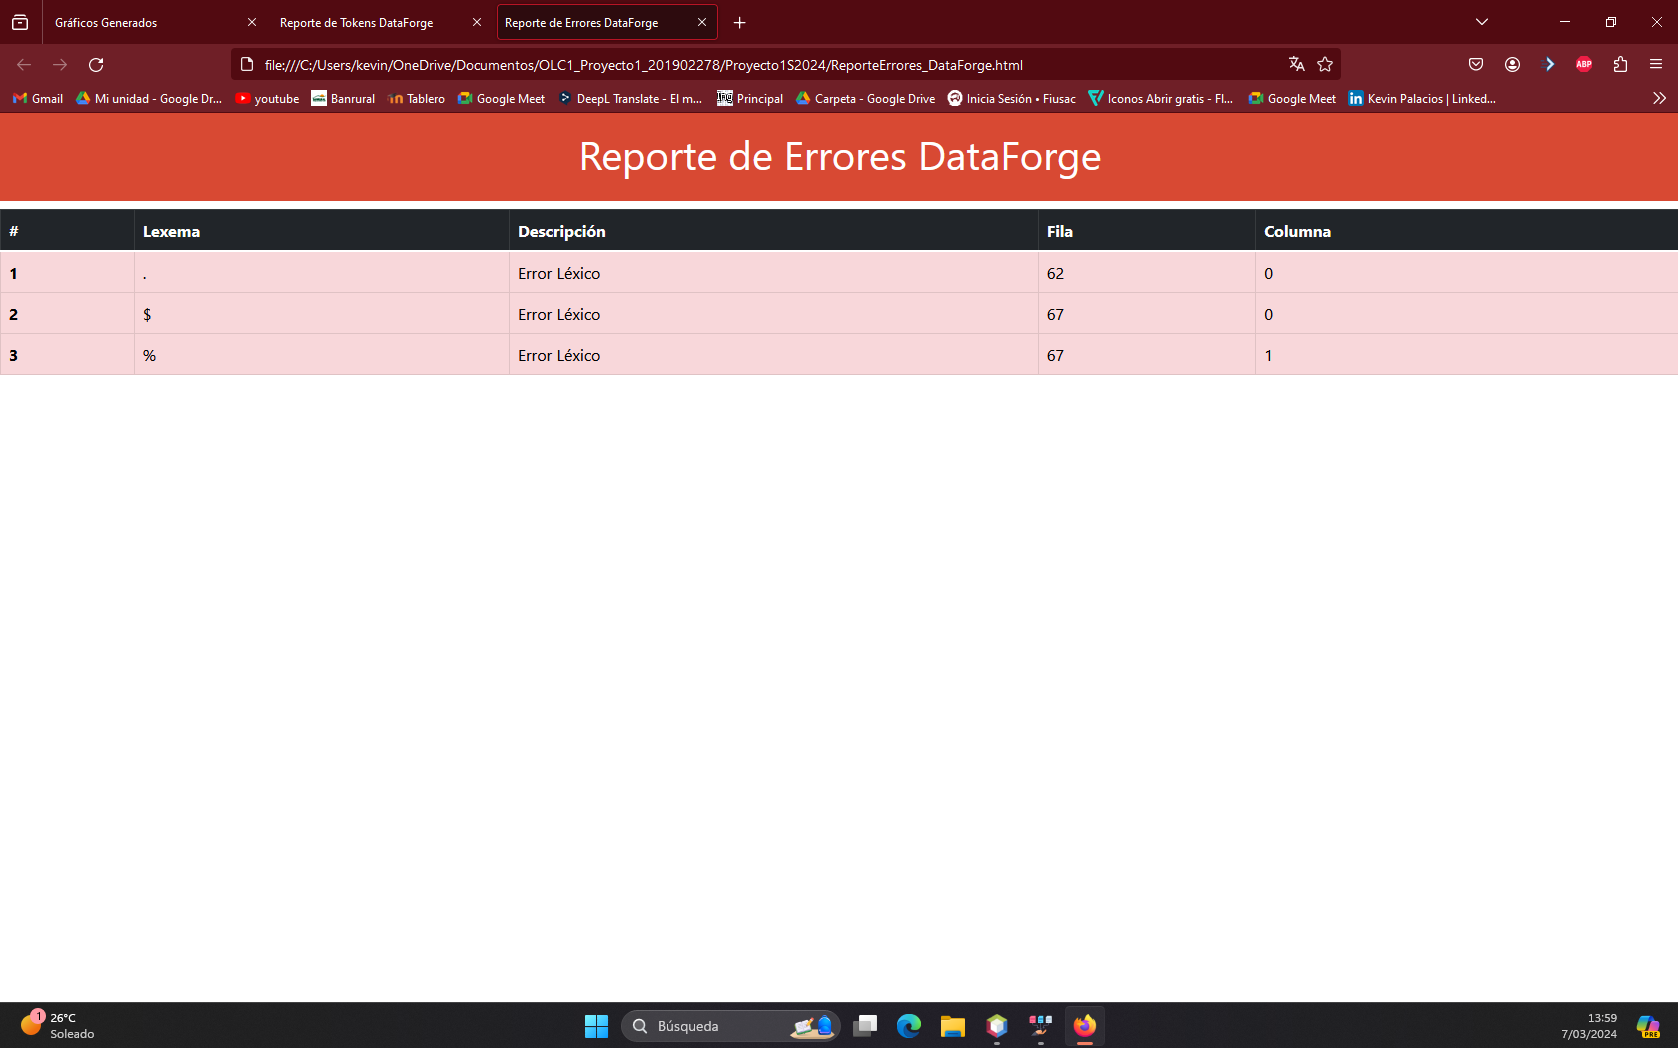 Gráficos Generados
Reporte de Tokens DataForge
Reporte de Errores DataForge
file:///C:/Users/kevin/OneDrive/Documentos/OLC1_Proyecto1_201902278/Proyecto1S2024/ReporteErrores_DataForge.html
ABP
Gmail
Mi unidad - Google Dr...
youtube
Banrural
Tablero
Google Meet
DeepL Translate - El m...
Principal
Carpeta - Google Drive
Inicia Sesión • Fiusac
Iconos Abrir gratis - Fl...
Google Meet
Kevin Palacios | Linked...
Reporte de Errores DataForge
# Lexema Descripción Fila Columna
1 . Error Léxico 62 0
2 $ Error Léxico 67 0
3 % Error Léxico 67 1
1
26°C
Soleado
Búsqueda
13:59
7/03/2024
PRE